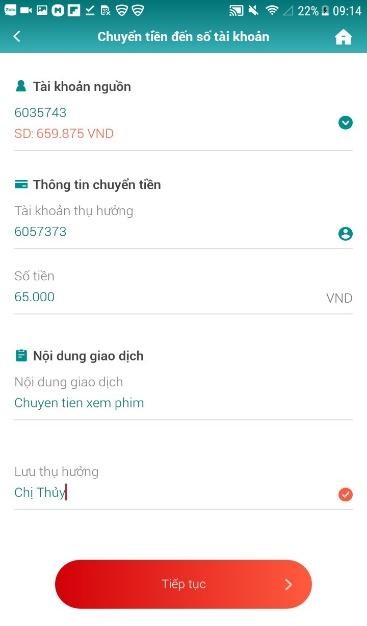 22% 09:14
Chuyển tiền đến số tài khoản
Tài khoản nguồn
6035743
SD: 659.875 VND
Thông tin chuyển tiền
Tài khoản thụ hưởng
6057373
Số tiền
65.000 VND
Nội dung giao dịch
Nội dung giao dịch
Chuyen tien xem phim
Lưu thụ hưởng
Chị Thủy
Tiếp tục